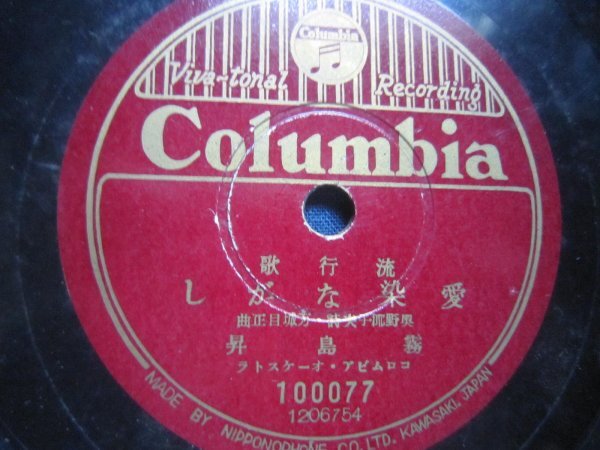 Columbia
Viva-tonal Recording
Columbia
流行歌
愛染ながし
奥野椰子夫詩・万城目正曲
霧島昇
コロムビア・オーケストラ
100077
1206754
MADE BY NIPPONOPHONE CO., LTD. KAWASAKI, JAPAN